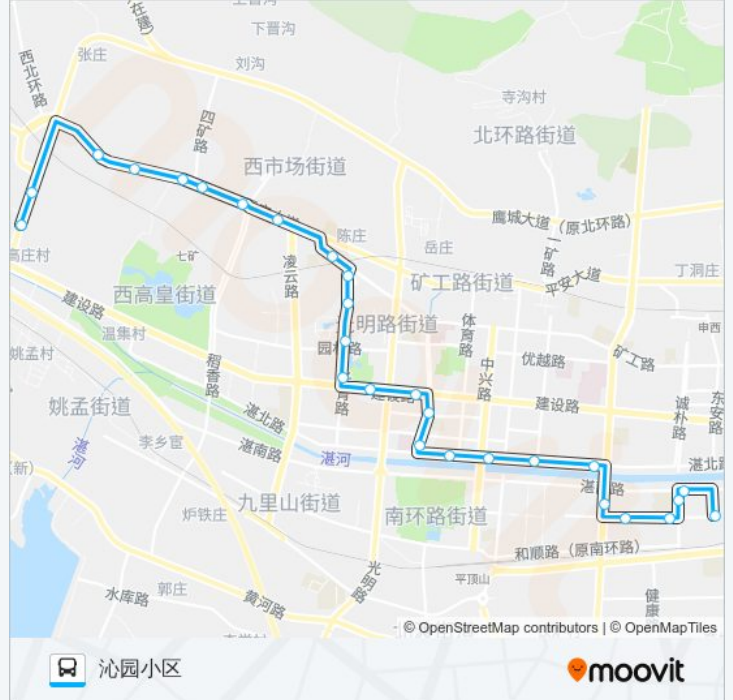 在建）
上晋沟
下晋沟
张庄
刘沟
西北环路
四矿路
寺沟村
北环路街道
西市场街道
鹰城大道（原北环路）
陈庄
岳庄
一矿路
高庄村
七矿
凌云路
矿工路街道
平安大道
丁洞庄
西高皇街道
建设路
明路街道
体育路
申西
温集村
优越路
矿工路
姚孟村
稻香路
中兴路
建设路
建设路
诚朴路
东安路
姚孟街道
湛北路
李乡宦
湛河
湛南路
湛河
湛北路
（新）
九里山街道
炉铁庄
南环路街道
和顺路（原南环路）
平顶山
光明路
郭庄
水库路
黄河路
健康
© OpenStreetMap contributors | © OpenMapTiles
沁园小区
moovit